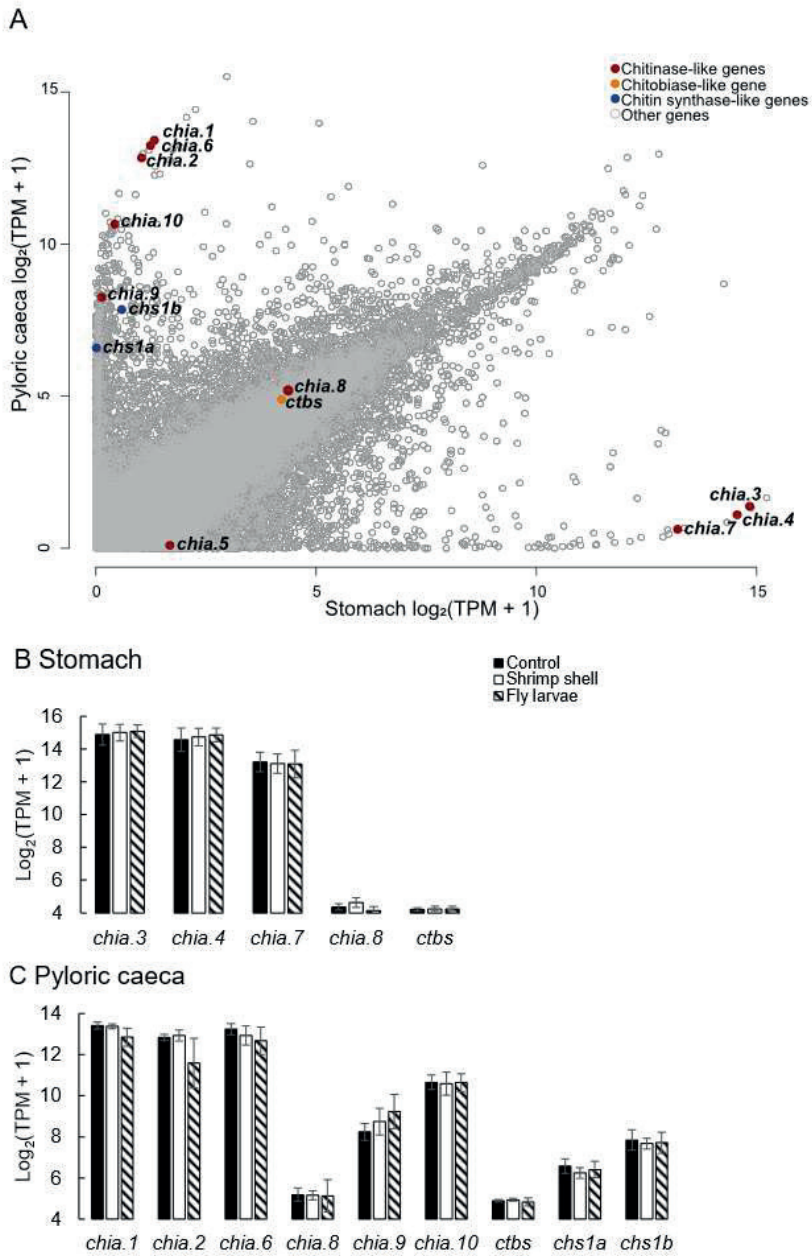 A
Pyloric caeca log₂(TPM + 1)
15
10
5
0
Chitinase-like genes
Chitobiase-like gene
Chitin synthase-like genes
Other genes
chia.1
chia.6
chia.2
chia.10
chia.9
chs1b
chs1a
chia.8
ctbs
chia.3
chia.4
chia.7
chia.5
0 5 10 15
Stomach log₂(TPM + 1)
B Stomach
Control
Shrimp shell
Fly larvae
Log₂(TPM + 1)
16
14
12
10
8
6
4
chia.3 chia.4 chia.7 chia.8 ctbs
C Pyloric caeca
Log₂(TPM + 1)
14
12
10
8
6
4
chia.1 chia.2 chia.6 chia.8 chia.9 chia.10 ctbs chs1a chs1b